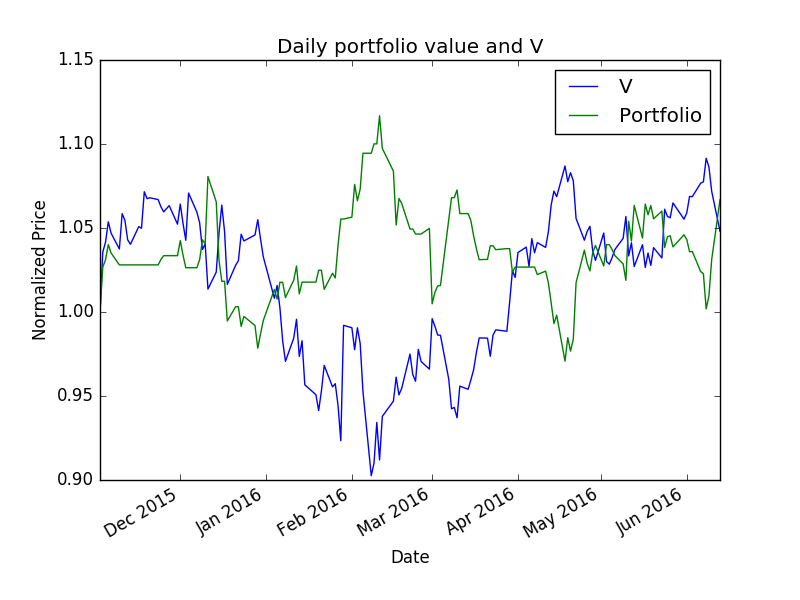 Daily portfolio value and V
V
Portfolio
Normalized Price
1.15
1.10
1.05
1.00
0.95
0.90
Dec 2015
Jan 2016
Feb 2016
Mar 2016
Apr 2016
May 2016
Jun 2016
Date